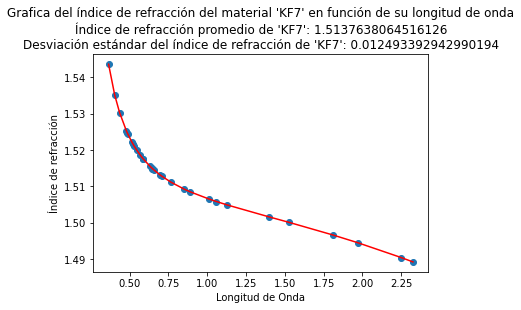 Grafica del índice de refracción del material 'KF7' en función de su longitud de onda
Índice de refracción promedio de 'KF7': 1.5137638064516126
Desviación estándar del índice de refracción de 'KF7': 0.012493392942990194
1.54
1.53
1.52
1.51
1.50
1.49
Índice de refracción
0.50 0.75 1.00 1.25 1.50 1.75 2.00 2.25
Longitud de Onda